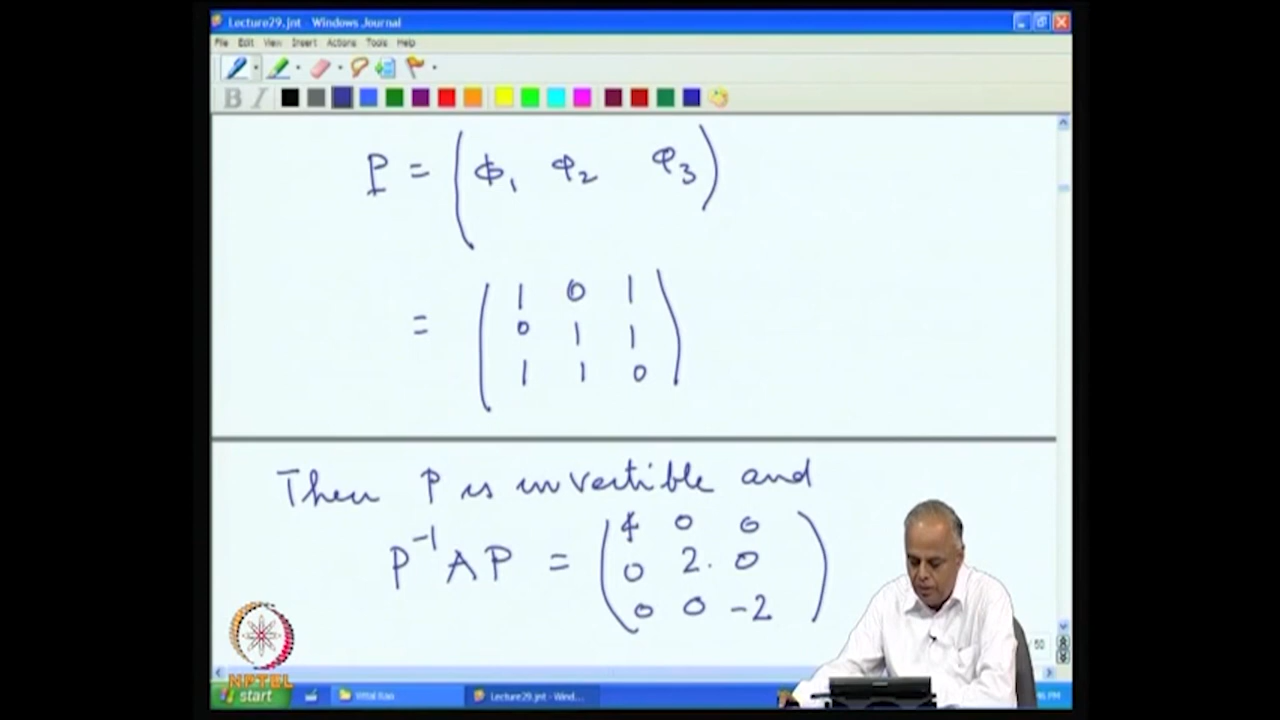 Lecture29.jnt - Windows Journal
File Edit View Insert Actions Tools Help
B I
P = ( φ1 φ2 φ3 )
= ( 1 0 1
0 1 1
1 1 0 )
Then P is invertible and
P⁻¹AP = ( 4 0 0
0 2. 0
0 0 -2 )
/ 50
NPTEL
start
Vittal Rao
Lecture29.jnt - Wind...
PM